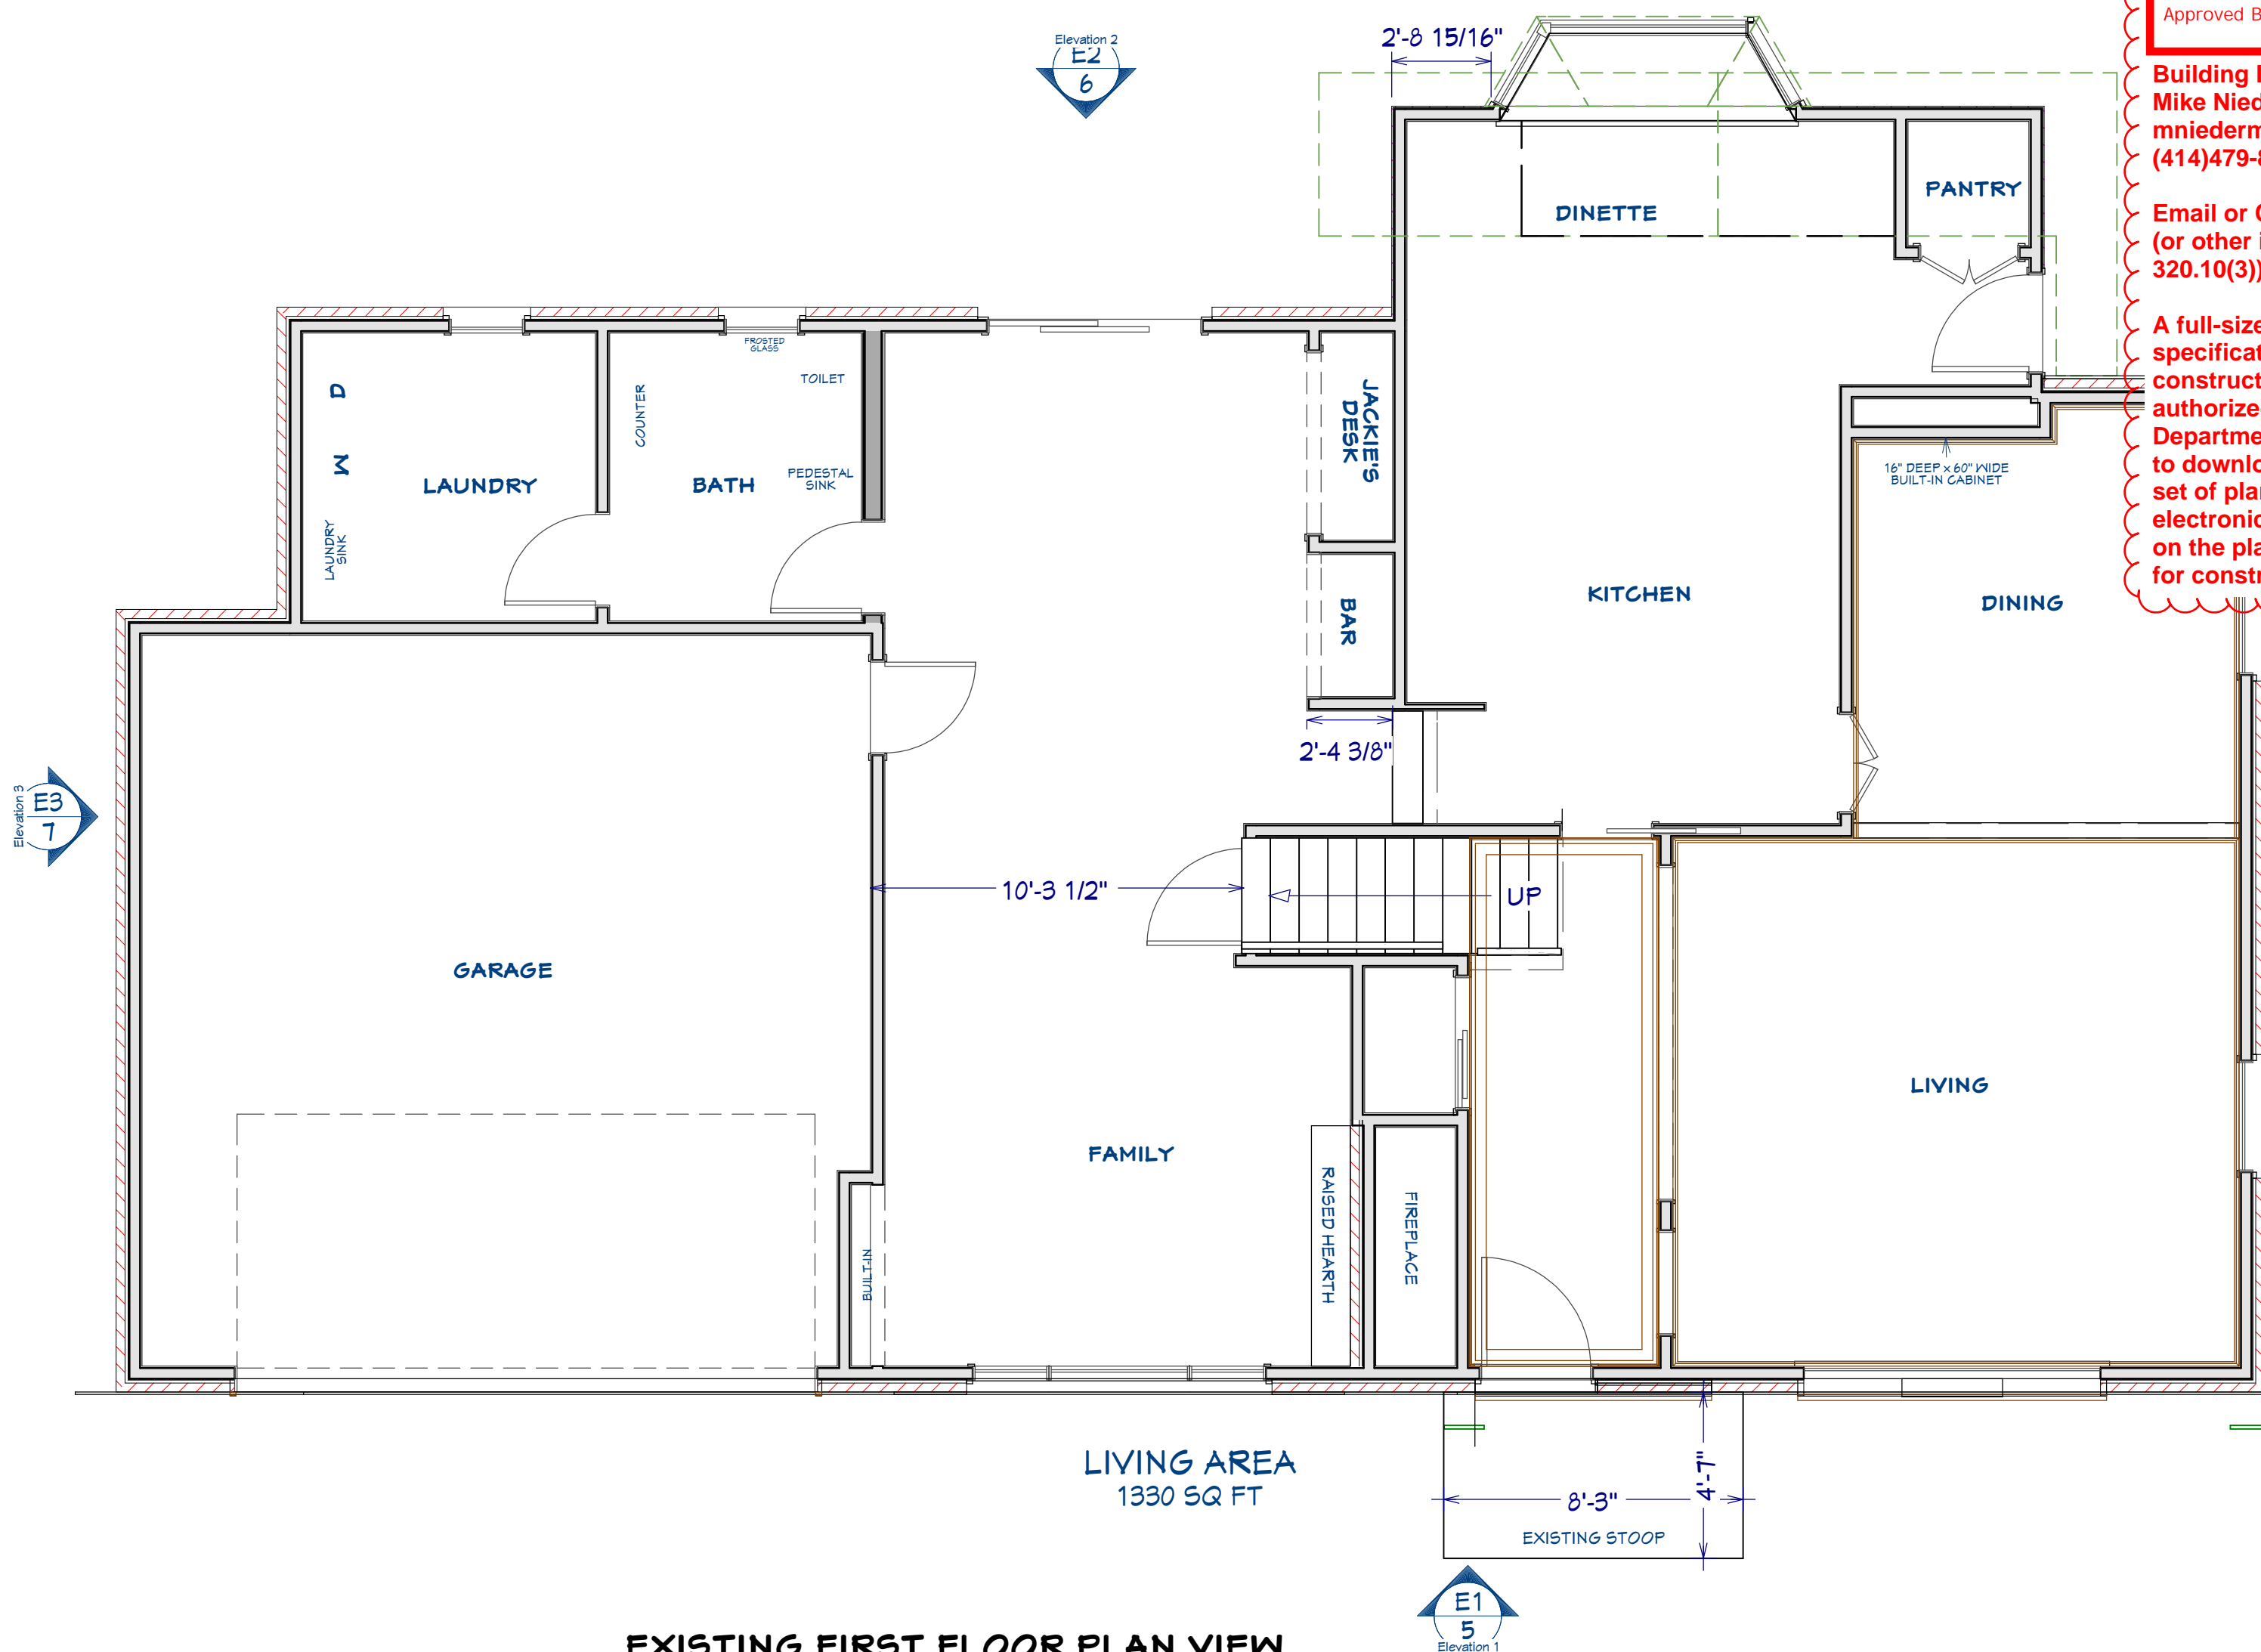 Approved B
Elevation 2
E2
6
2'-8 15/16"
Building
Mike Nied
mniederm
(414)479-
Email or
(or other
320.10(3))
A full-size
specificat
construct
authorize
Departme
to downlo
set of pla
electronic
on the pla
for constr
PANTRY
DINETTE
FROSTED
GLASS
TOILET
D
W
COUNTER
JACKIE'S
DESK
PEDESTAL
SINK
LAUNDRY
BATH
16" DEEP x 60" WIDE
BUILT-IN CABINET
LAUNDRY
SINK
KITCHEN
DINING
BAR
2'-4 3/8"
Elevation 3
E3
7
10'-3 1/2"
UP
GARAGE
LIVING
FAMILY
RAISED HEARTH
FIREPLACE
BUILT-IN
LIVING AREA
1330 SQ FT
8'-3"
4'-7"
EXISTING STOOP
E1
5
Elevation 1
EXISTING FIRST FLOOR PLAN VIEW